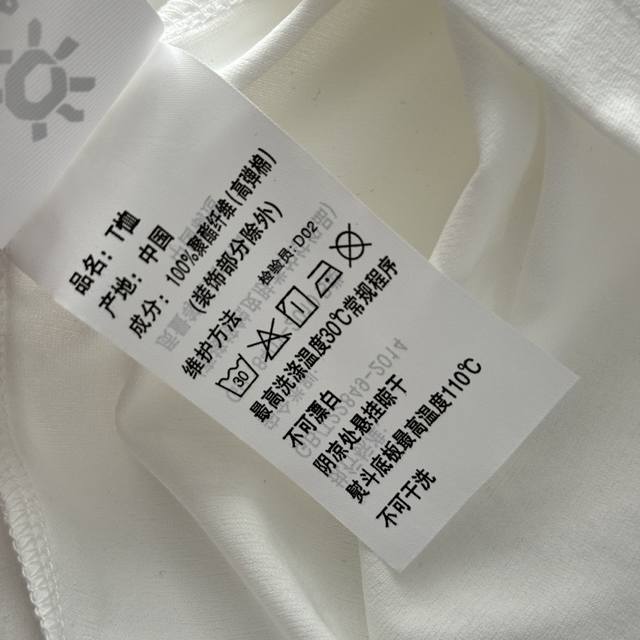 品名：T恤
产地：中国
成分：100%聚酯纤维(高弹棉)
(装饰部分除外)
维护方法 检验员:D02
30
最高洗涤温度30℃常规程序
不可漂白
阴凉处悬挂晾干
熨斗底板最高温度110℃
不可干洗